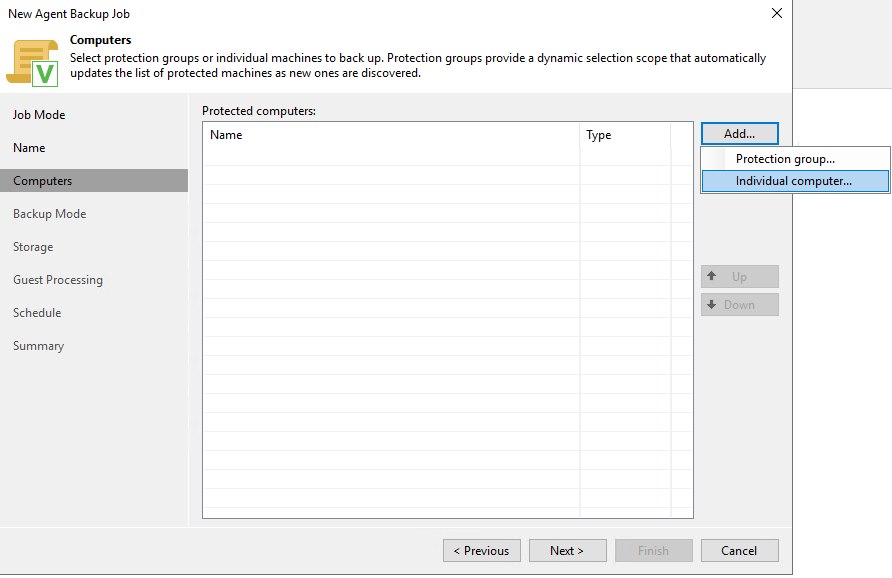 New Agent Backup Job
Computers
Select protection groups or individual machines to back up. Protection groups provide a dynamic selection scope that automatically
updates the list of protected machines as new ones are discovered.
V
Job Mode
Name
Computers
Backup Mode
Storage
Guest Processing
Schedule
Summary
Protected computers:
Name Type
Add...
Protection group...
Individual computer...
Up
Down
< Previous Next > Finish Cancel